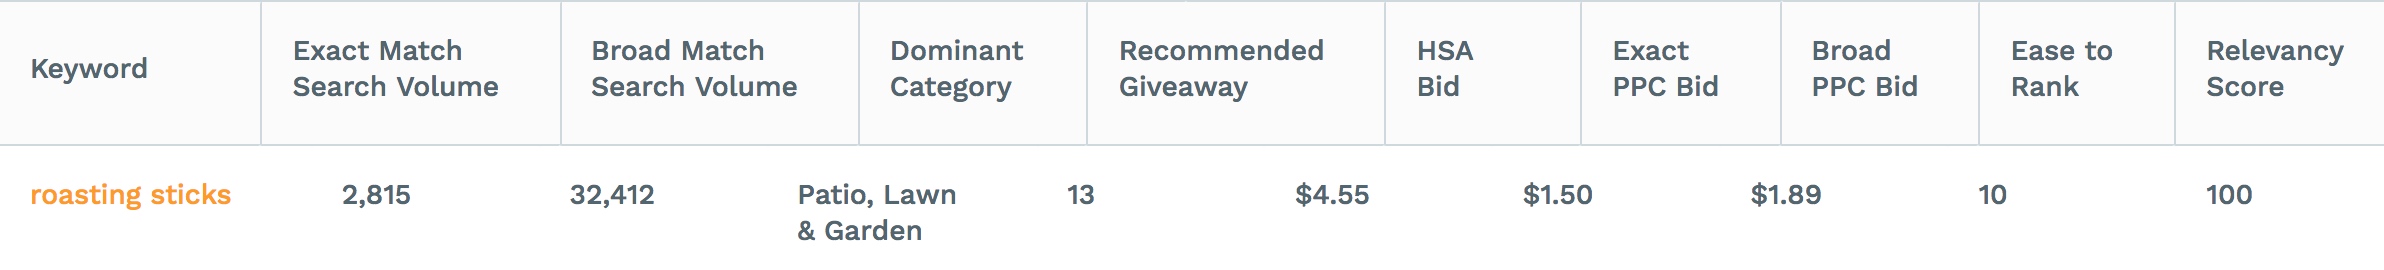 Keyword
Exact Match
Search Volume
Broad Match
Search Volume
Dominant
Category
Recommended
Giveaway
HSA
Bid
Exact
PPC Bid
Broad
PPC Bid
Ease to
Rank
Relevancy
Score
roasting sticks
2,815
32,412
Patio, Lawn
& Garden
13
$4.55
$1.50
$1.89
10
100